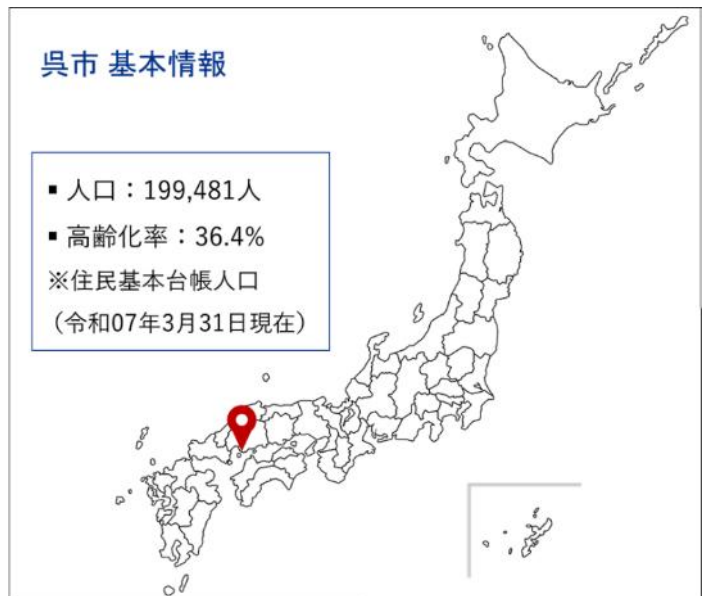 呉市 基本情報
▪ 人口：199,481人
▪ 高齢化率：36.4%
※住民基本台帳人口
（令和07年3月31日現在）